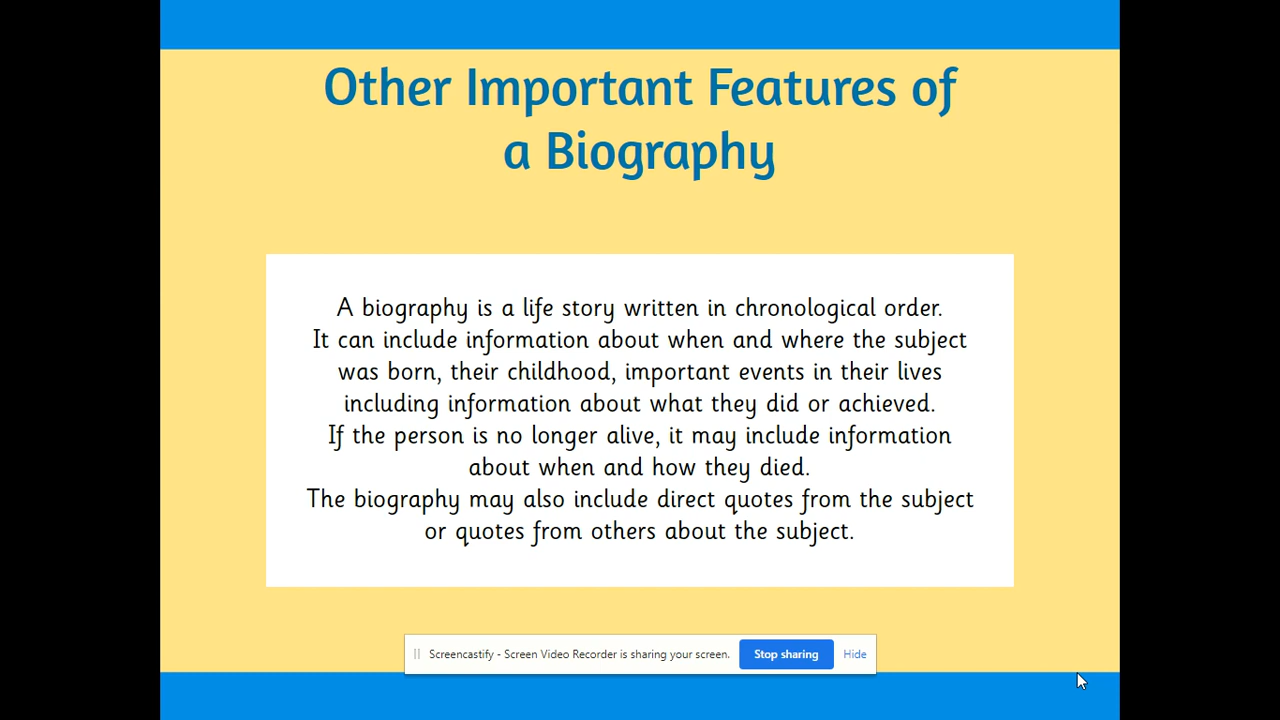 Other Important Features of
a Biography
A biography is a life story written in chronological order.
It can include information about when and where the subject
was born, their childhood, important events in their lives
including information about what they did or achieved.
If the person is no longer alive, it may include information
about when and how they died.
The biography may also include direct quotes from the subject
or quotes from others about the subject.
Screencastify - Screen Video Recorder is sharing your screen. Stop sharing Hide